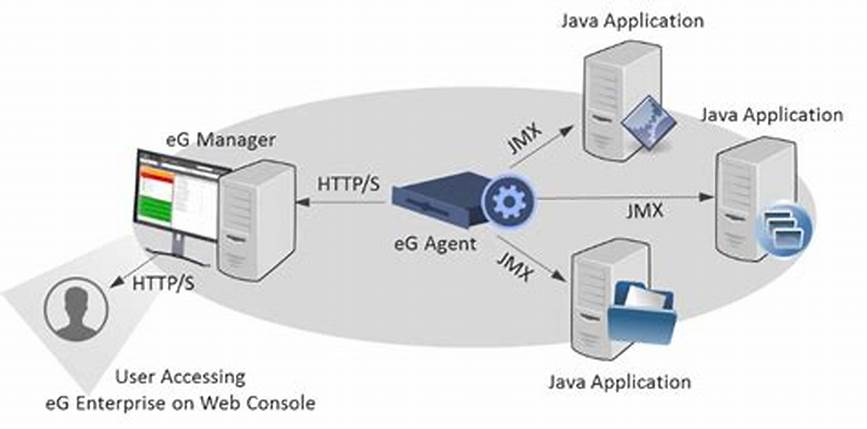 Java Application
Java Application
eG Manager
JMX
HTTP/S
JMX
eG Agent
JMX
HTTP/S
User Accessing
eG Enterprise on Web Console
Java Application